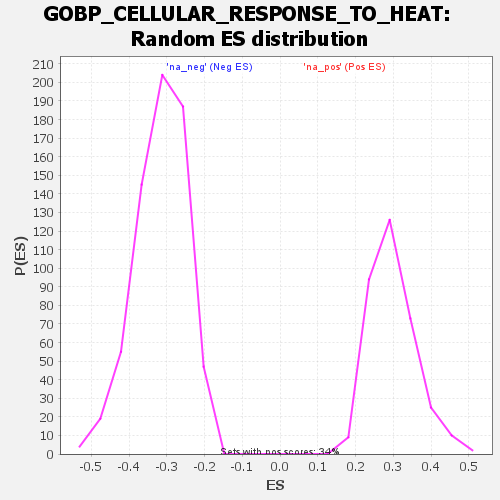 GOBP_CELLULAR_RESPONSE_TO_HEAT:
Random ES distribution
'na_neg' (Neg ES)
'na_pos' (Pos ES)
210
200
190
180
170
160
150
140
130
120
110
100
90
80
70
60
50
40
30
20
10
0
P(ES)
Sets with pos scores: 34%
-0.5 -0.4 -0.3 -0.2 -0.1 0.0 0.1 0.2 0.3 0.4 0.5
ES